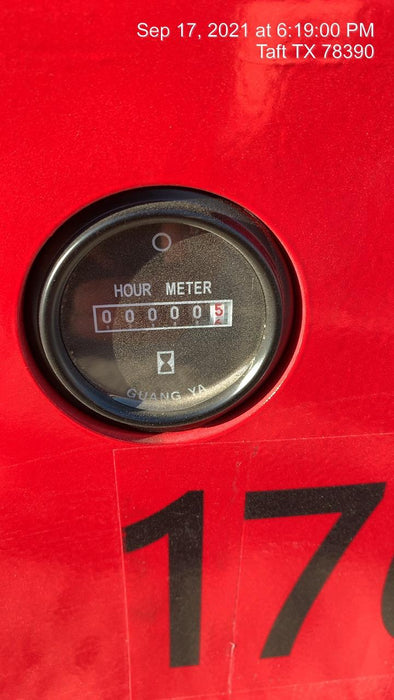 Sep 17, 2021 at 6:19:00 PM
Taft TX 78390
HOUR METER
000005
GUANG YA
17